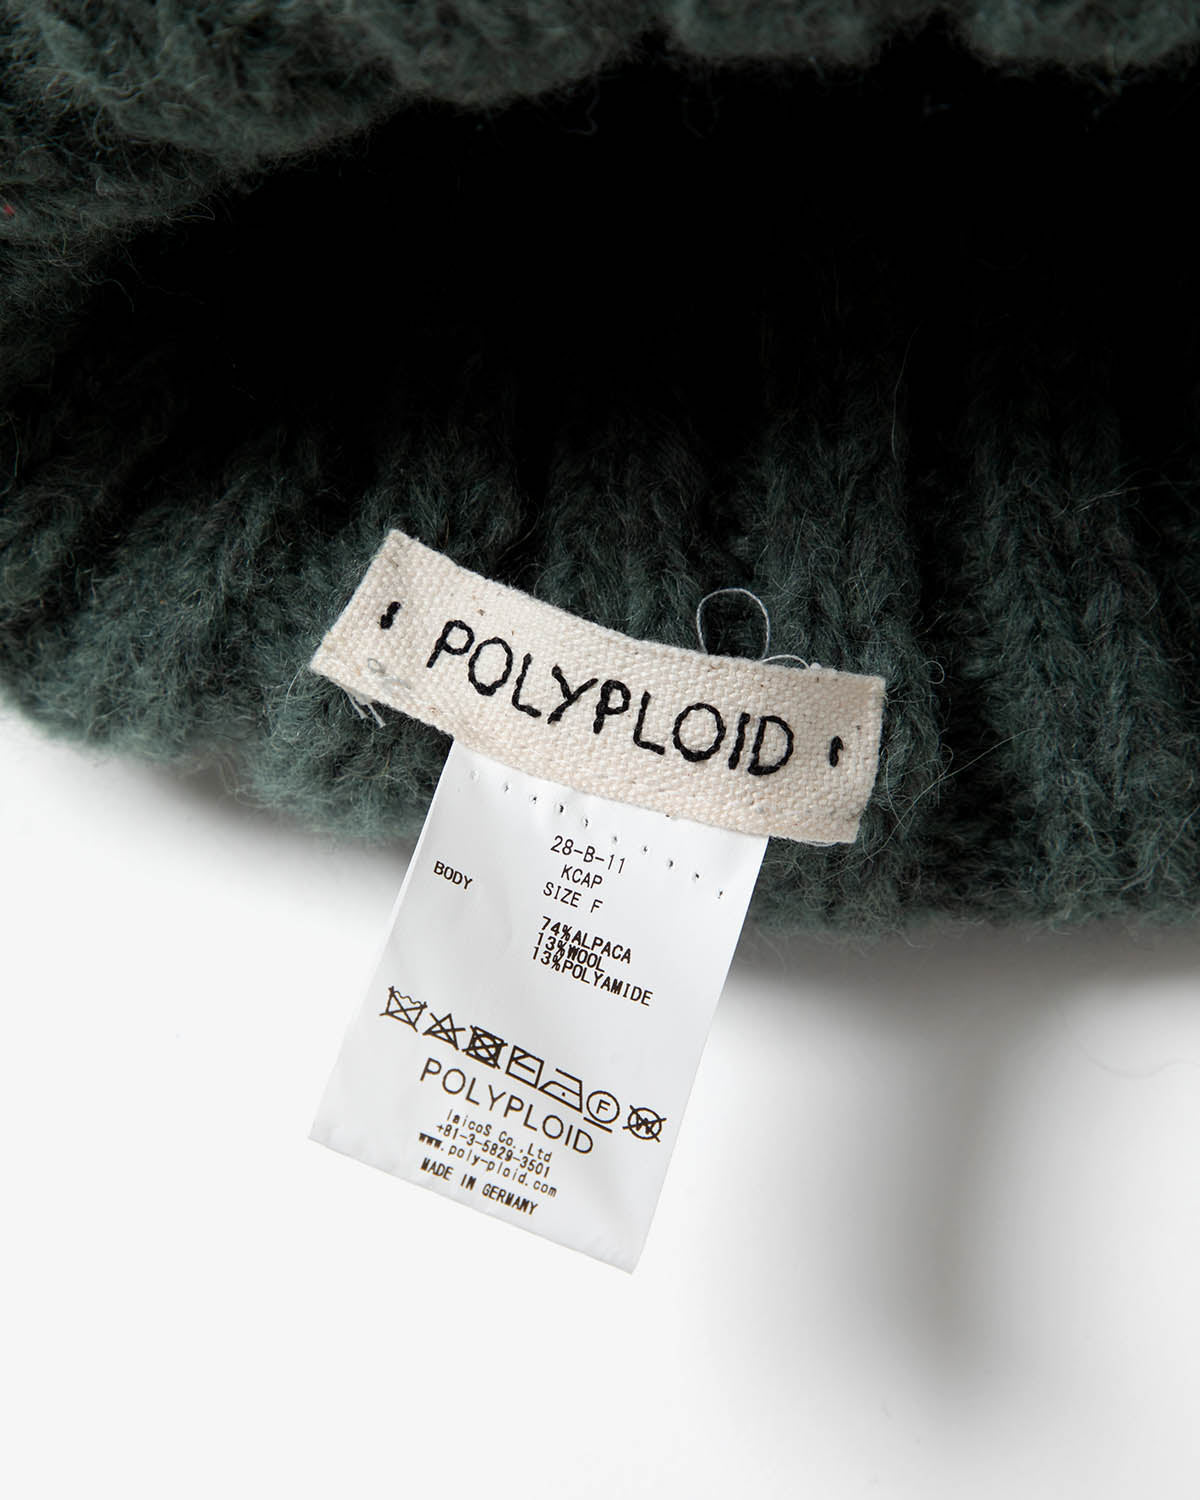 POLYPLOID
28-B-11
KCAP
SIZE F
BODY
74%ALPACA
13%WOOL
13%POLYAMIDE
F
W
POLYPLOID
laicoS Co.,Ltd
+81-3-5829-3501
www.poly-ploid.com
MADE IN GERMANY